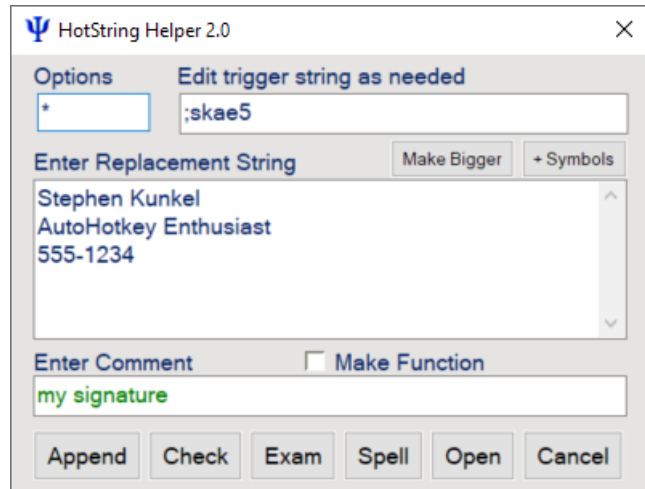 HotString Helper 2.0
Options Edit trigger string as needed
* ;skae5
Enter Replacement String Make Bigger + Symbols
Stephen Kunkel
AutoHotkey Enthusiast
555-1234
Enter Comment Make Function
my signature
Append Check Exam Spell Open Cancel